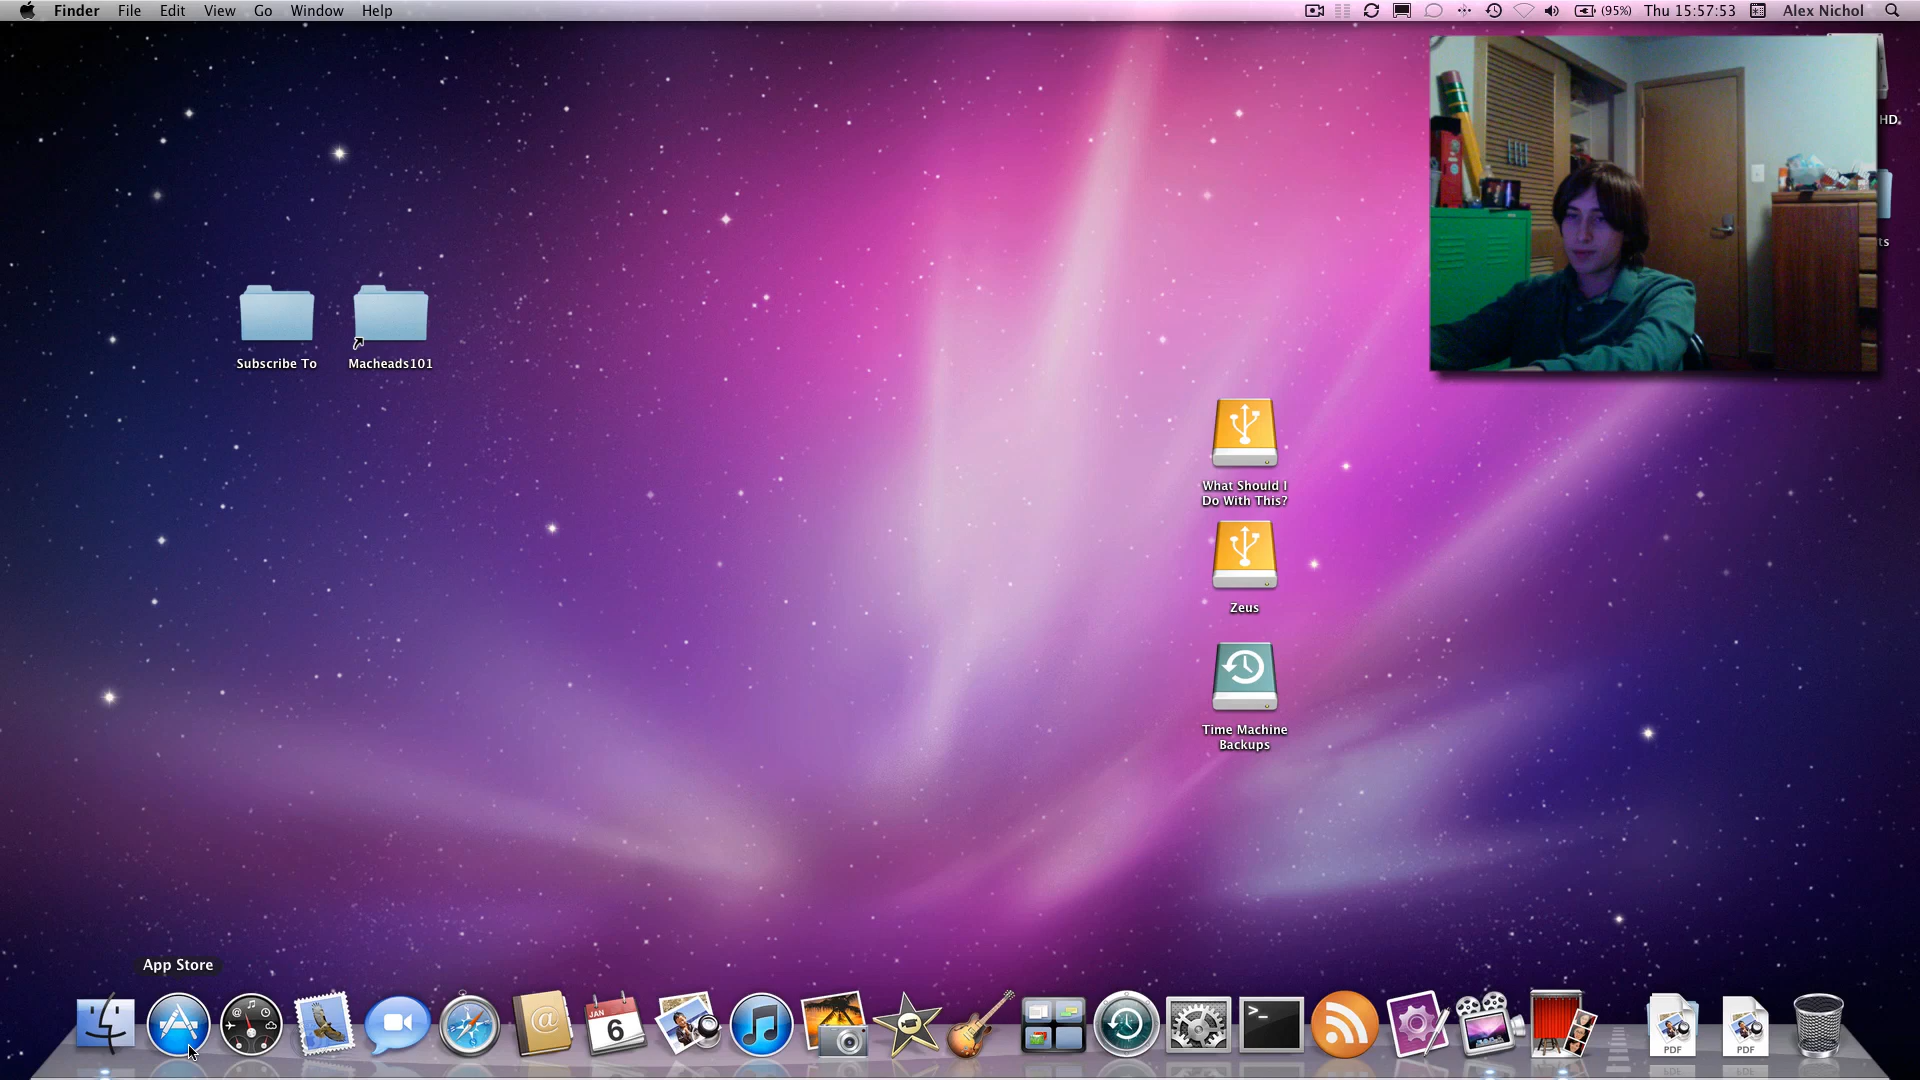 Finder File Edit View Go Window Help
(95%) Thu 15:57:53 Alex Nichol
HD
ts
Subscribe To
Macheads101
What Should I
Do With This?
Zeus
Time Machine
Backups
App Store
JAN
6
>_
PDF
PDF